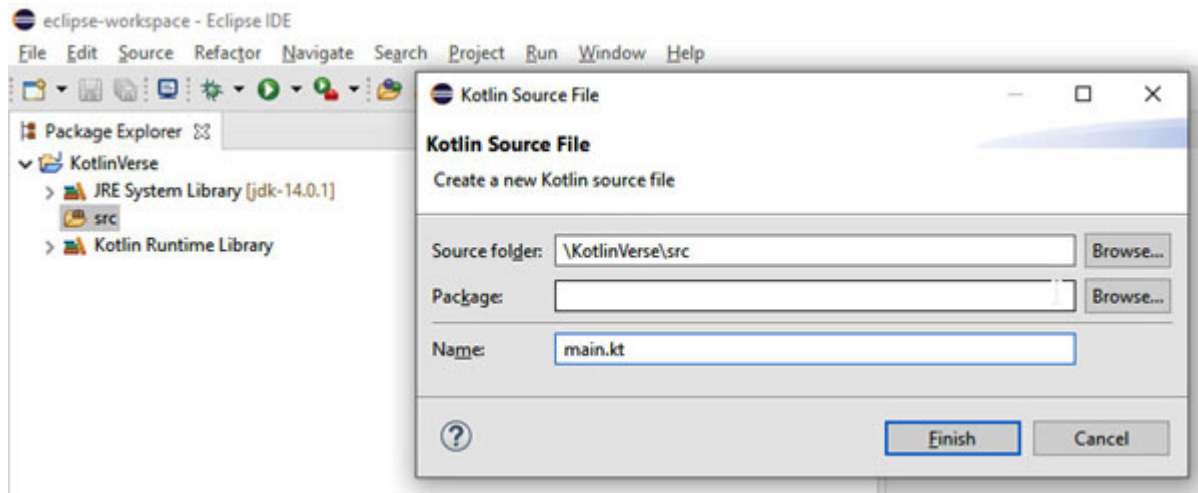 eclipse-workspace - Eclipse IDE
File Edit Source Refactor Navigate Search Project Run Window Help
Package Explorer
KotlinVerse
JRE System Library [jdk-14.0.1]
src
Kotlin Runtime Library
Kotlin Source File
Kotlin Source File
Create a new Kotlin source file
Source folder: \KotlinVerse\src Browse...
Package: Browse...
Name: main.kt
? Finish Cancel